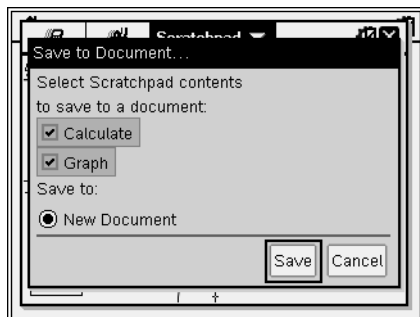 Scratchpad
Save to Document...
Select Scratchpad contents
to save to a document:
Calculate
Graph
Save to:
New Document
Save Cancel